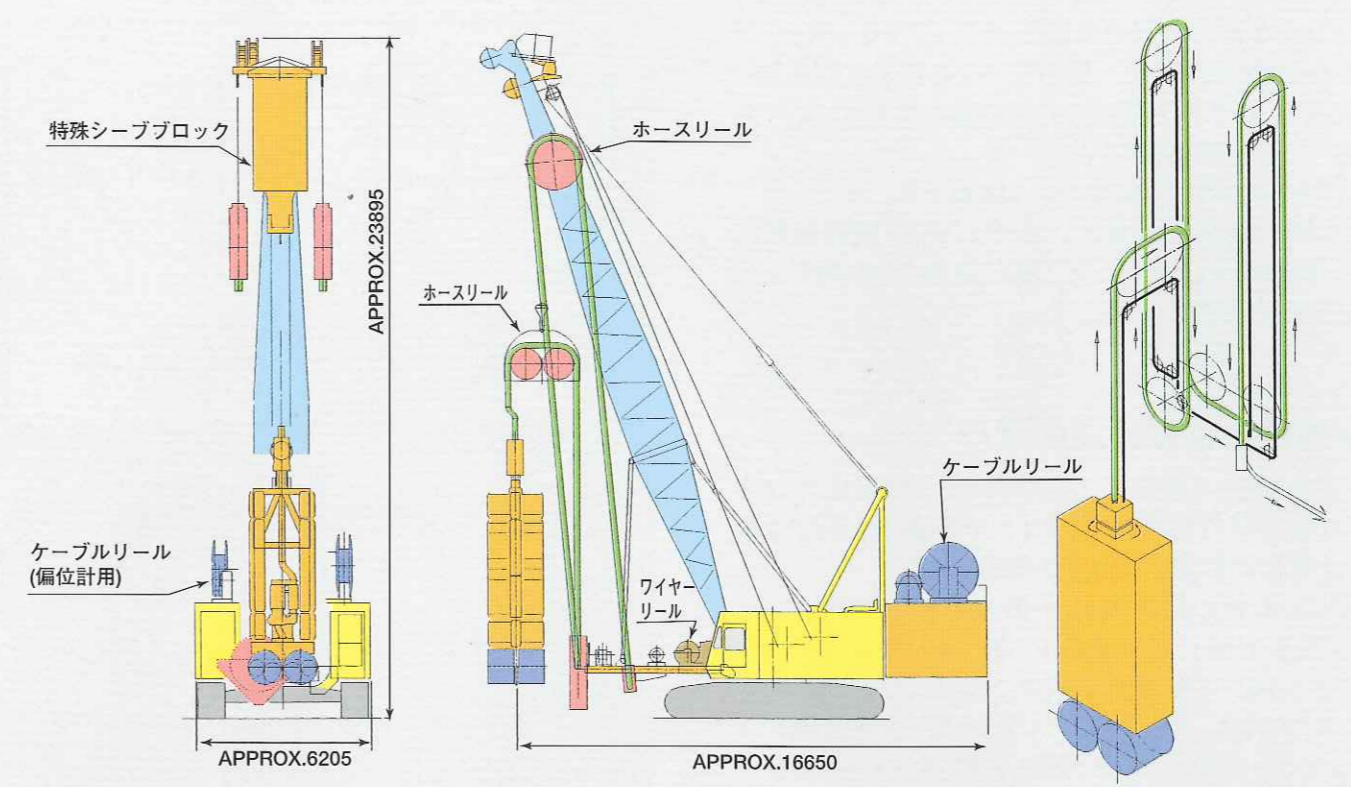 特殊シーブブロック
APPROX.23895
ケーブルリール
(偏位計用)
APPROX.6205
ホースリール
ホースリール
ケーブルリール
ワイヤー
リール
APPROX.16650